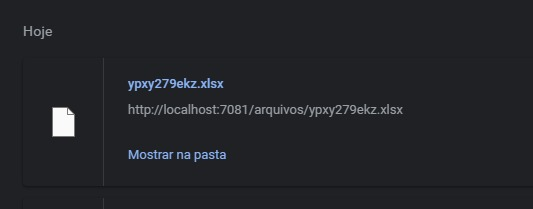 Hoje
ypxy279ekz.xlsx
http://localhost:7081/arquivos/ypxy279ekz.xlsx
Mostrar na pasta